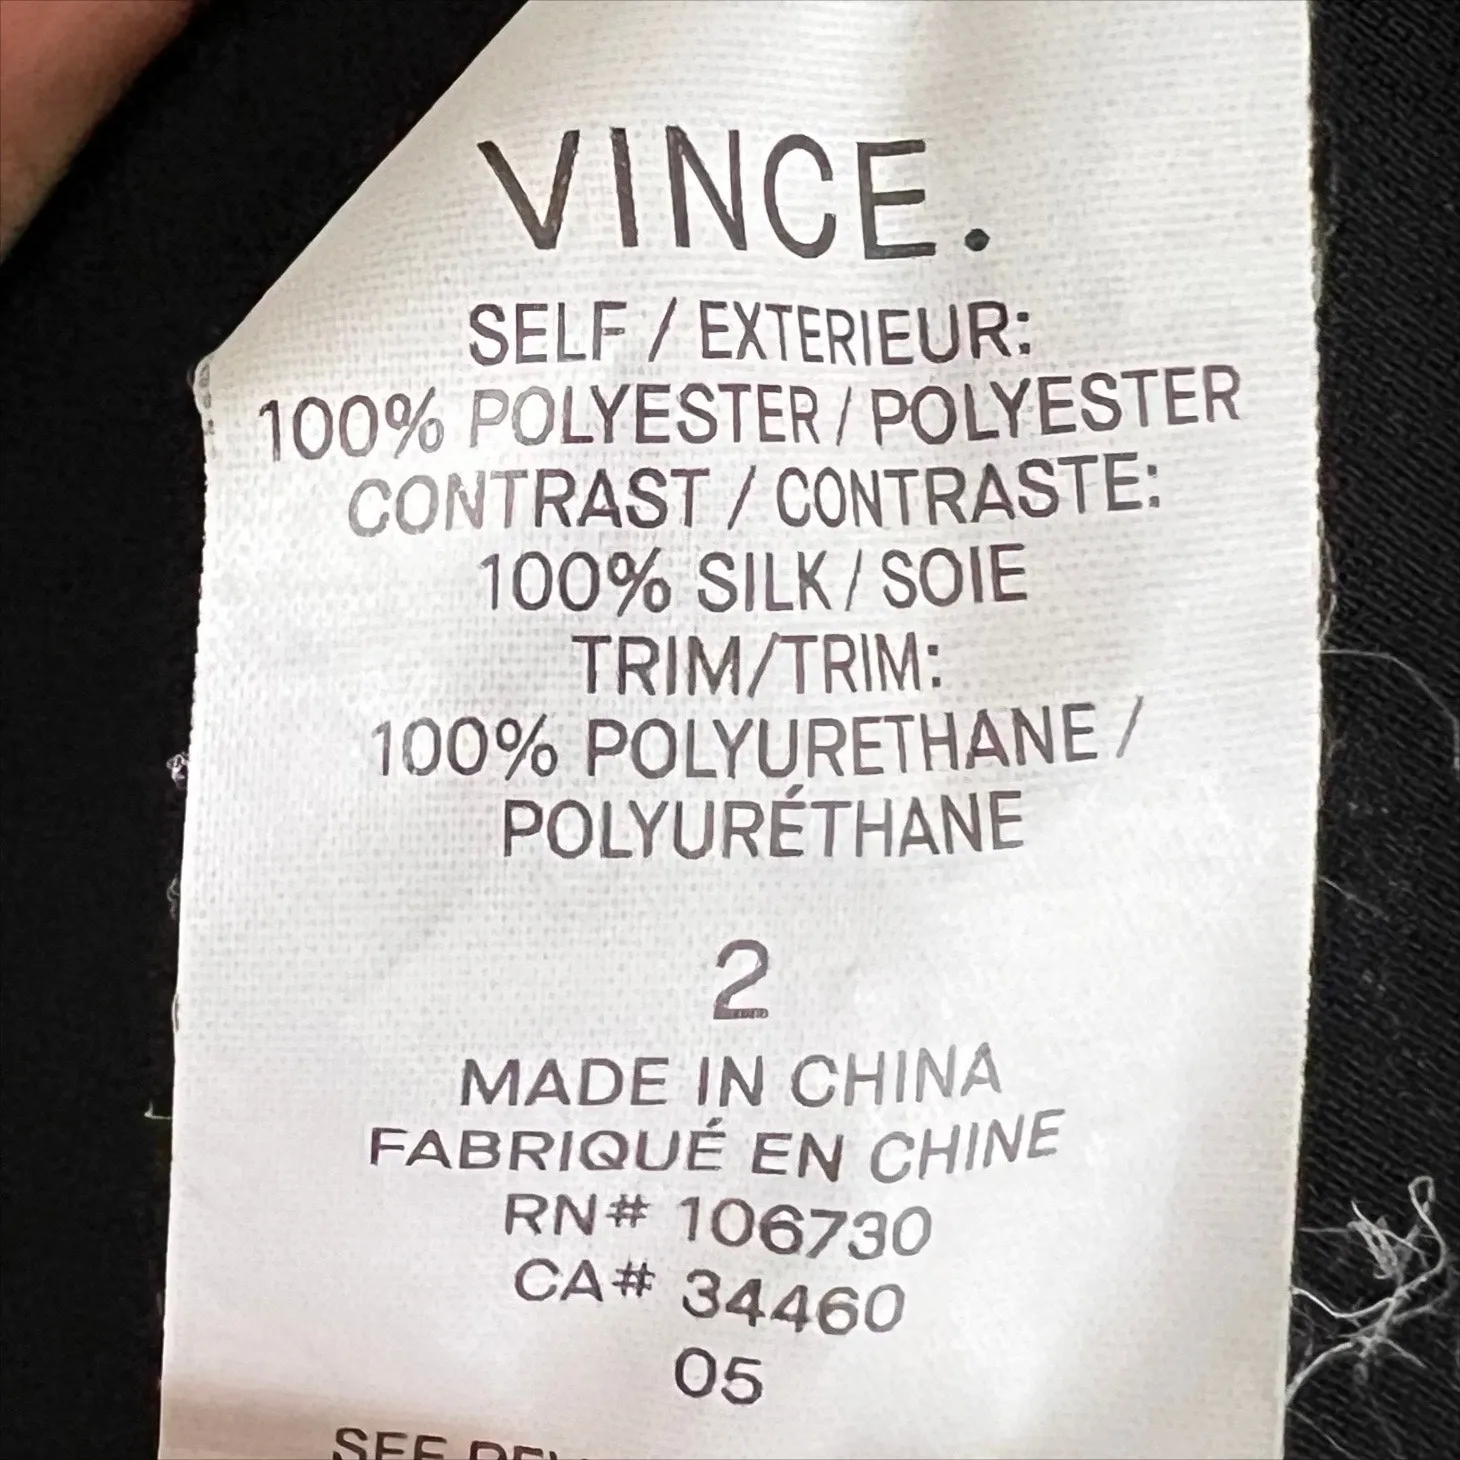 VINCE.
SELF / EXTERIEUR:
100% POLYESTER / POLYESTER
CONTRAST / CONTRASTE:
100% SILK / SOIE
TRIM/TRIM:
100% POLYURETHANE /
POLYURÉTHANE
2
MADE IN CHINA
FABRIQUÉ EN CHINE
RN# 106730
CA# 34460
05
SEE